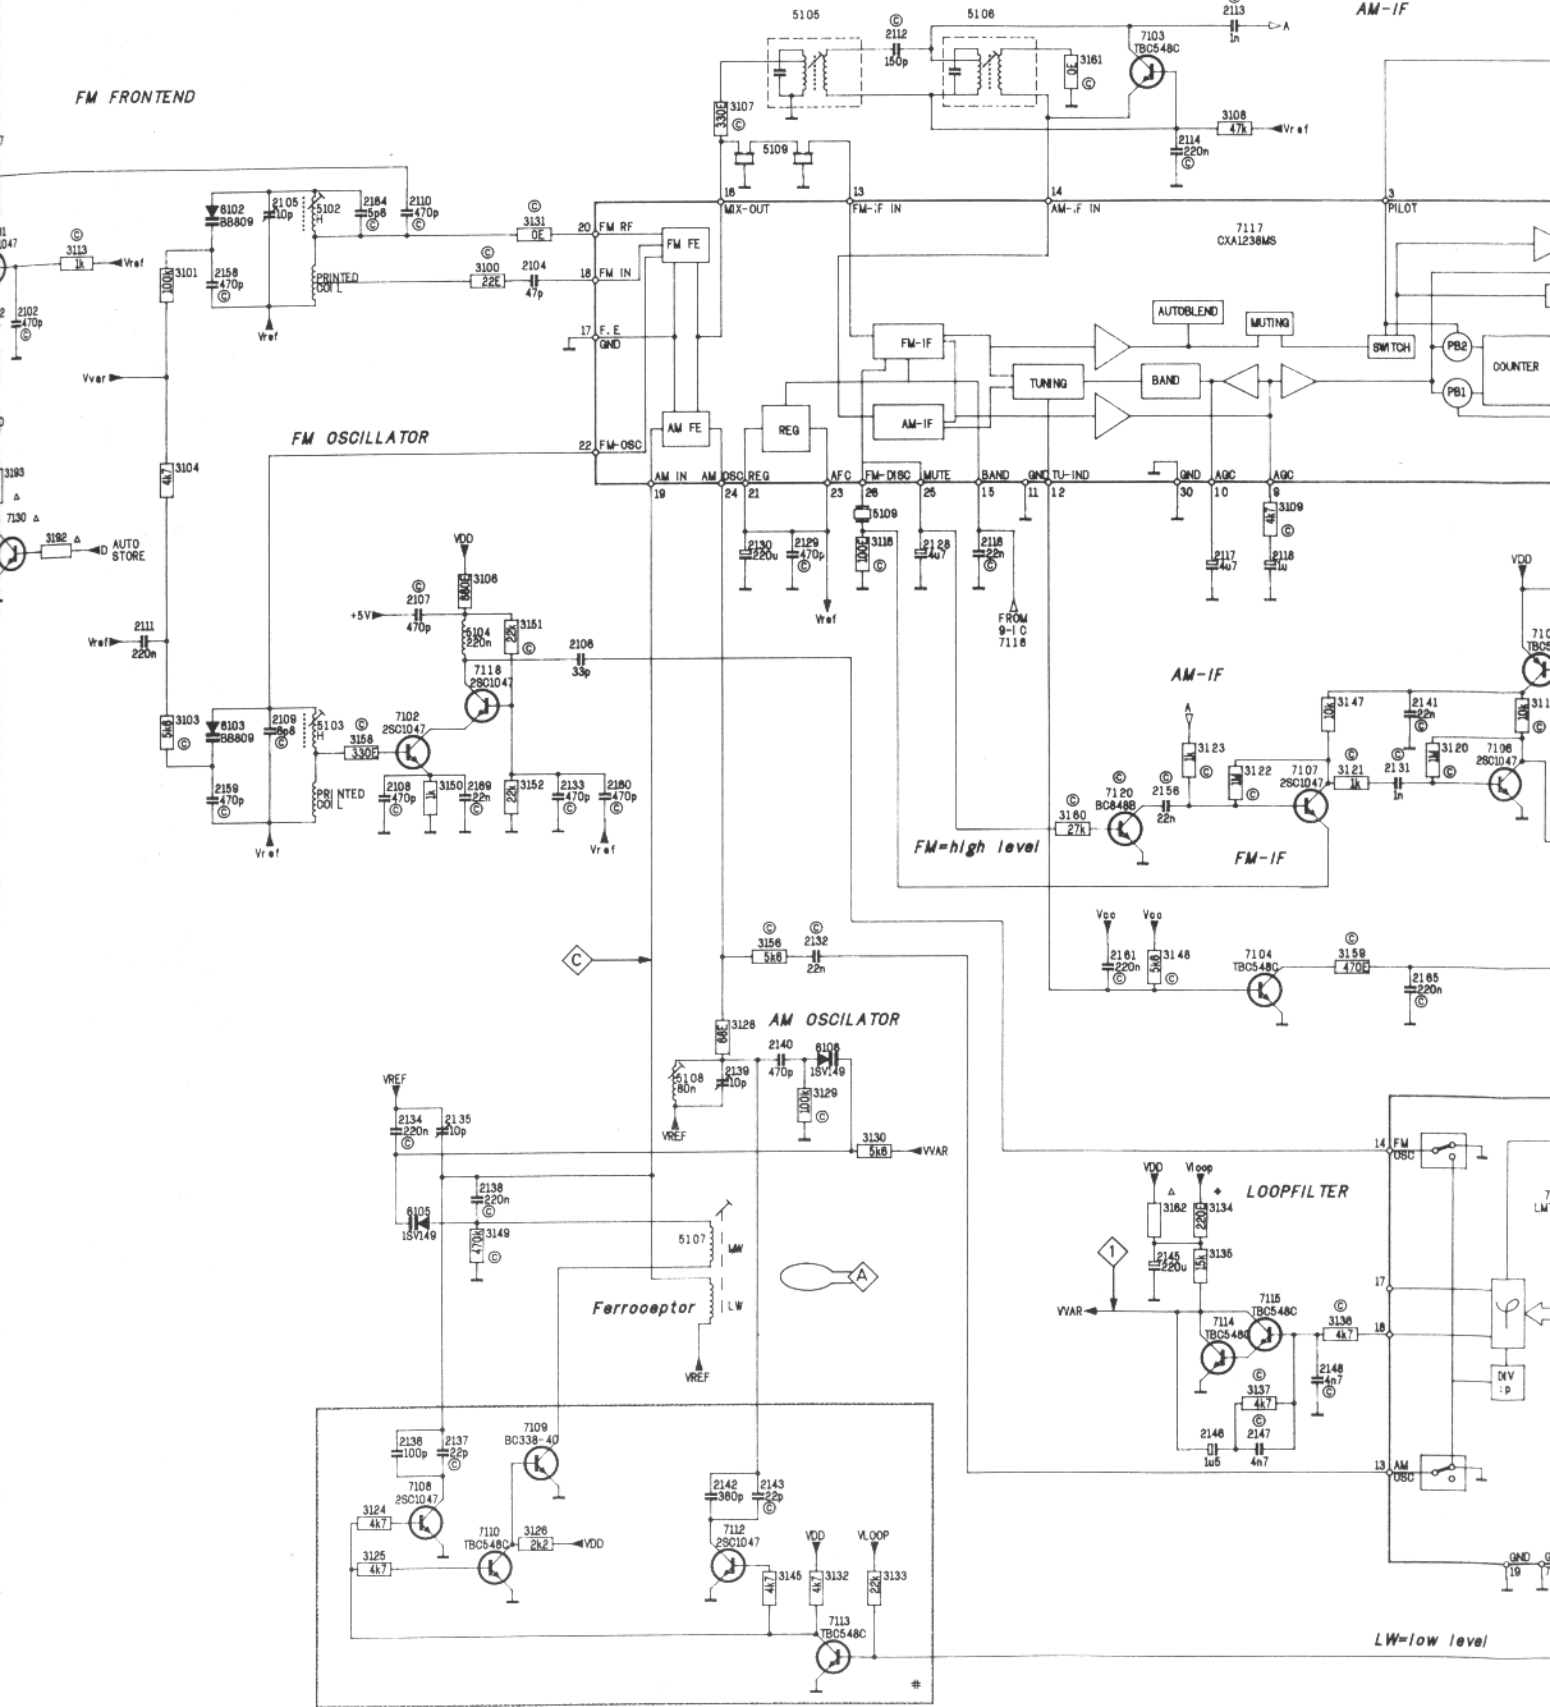 AM-IF
5105
5106
© 2112 150p
2113 1n
A
7103 TBC548C
3161 0E ©
FM FRONTEND
3107 330E ©
5109
3108 47k
Vref
2114 220n ©
6102 BB809
2105 10p
5102 H
2164 5p6 ©
2110 470p ©
© 3131 0E
© 3100 22E
2104 47p
© 3113 1k
Vref
3101 100k
2158 470p ©
PRINTED COIL
2102 470p ©
Vref
Vvar
16 MIX-OUT
13 FM-IF IN
14 AM-IF IN
3 PILOT
7117 CXA1238MS
20 FM RF
18 FM IN
17 F.E GND
22 FM-OSC
FM FE
AM FE
REG
FM-IF
AM-IF
TUNING
BAND
AUTOBLEND
MUTING
SWITCH
PB2
PB1
COUNTER
FM OSCILLATOR
AM IN
AM OSC
REG
AFC
FM-DISC
MUTE
BAND
GND
TU-IND
GND
AGC
AGC
19
24
21
23
26
25
15
11
12
30
10
9
3193
3104 4k7
7130
3192
D AUTO STORE
5109
3109 4k7 ©
2130 220u
2129 470p ©
3116 100E ©
2128 4u7
2118 22n ©
2117 4u7
2116 1u
Vref
FROM 9-IC 7116
VDD
VDD
3106 680E
© 2107 470p
+5V
5104 220n
3151 22k ©
2106 33p
7118 2SC1047
Vref
2111 220n
3103 5k6 ©
6103 BB809
2109 ©
5103 H
© 3158 330E
7102 2SC1047
2159 470p ©
PRINTED COIL
2108 470p ©
3150 1k
2169 22n ©
3152 22k
2133 470p ©
2160 470p ©
Vref
Vref
AM-IF
A
3123 1k ©
3147 10k
2141 22n ©
10k ©
3120 1M ©
3122 1M ©
7107 2SC1047
© 3121 1k
© 2131 1n
7106 2SC1047
© 7120 BC848B
© 2156 22n
© 3160 27k
FM=high level
FM-IF
Vcc
Vcc
2161 220n ©
3148 5k6 ©
7104 TBC548C
© 3159 470E
2165 220n ©
C
© 3156 5k6
© 2132 22n
AM OSCILATOR
3128 68E
5108 80n
2139 10p
2140 470p
6106 1SV149
3129 100k ©
VREF
3130 5k6
VVAR
VREF
2134 220n ©
2135 10p
2138 220n ©
6105 1SV149
3149 470k ©
5107
MW
LW
Ferroceptor
VREF
A
14 FM OSC
LOOPFILTER
VDD
Vloop
3162
3134 220E
2145 220u
3135 15k
1
VVAR
7114 TBC548C
7115 TBC548C
© 3136 4k7
2148 4n7 ©
© 3137 4k7
2146 1u5
© 2147 4n7
17
18
DIV :p
13 AM OSC
GND 19
2136 100p
2137 22p ©
7109 BC338-40
7108 2SC1047
3124 4k7
3125 4k7
7110 TBC548C
3126 2k2
VDD
2142 360p
2143 22p ©
7112 2SC1047
VDD
VLOOP
3145 4k7
3132 4k7
3133 22k
7113 TBC548C
#
LW=low level